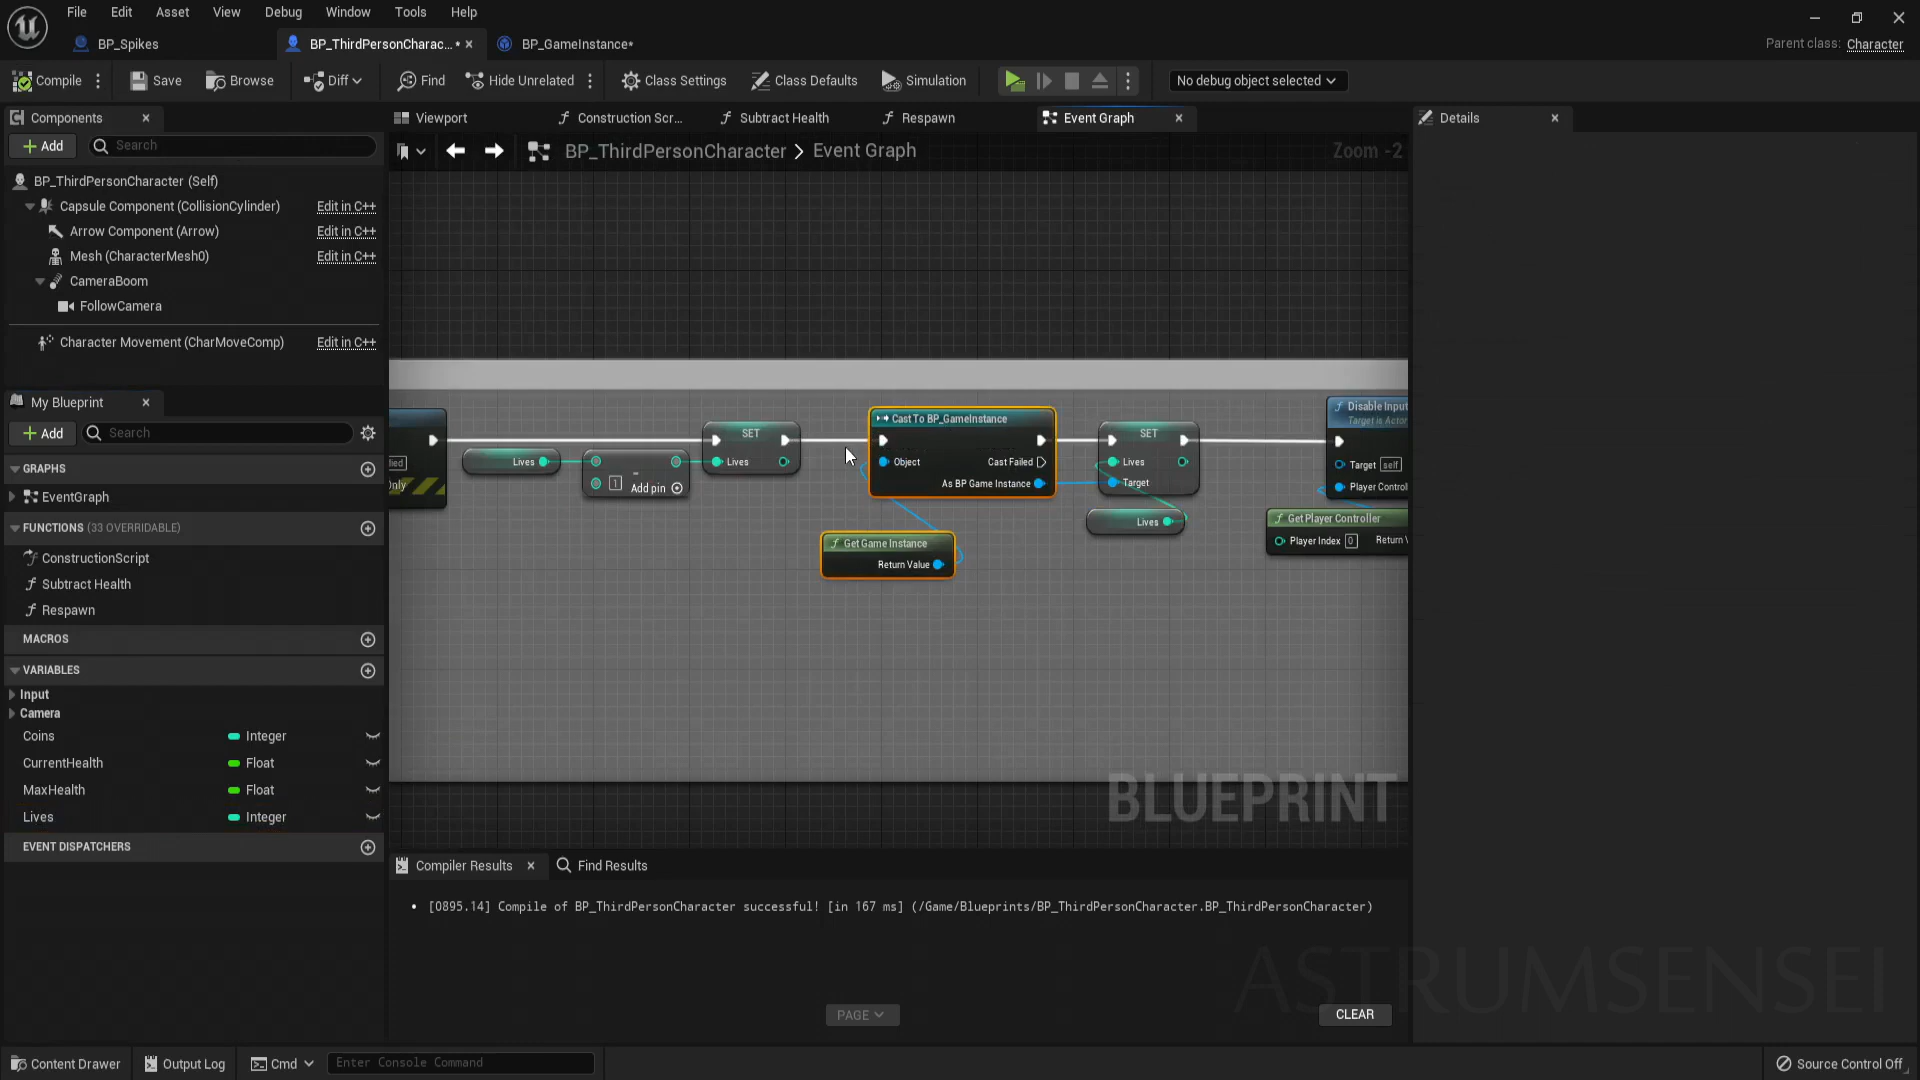 File Edit Asset View Debug Window Tools Help
BP_Spikes BP_ThirdPersonCharac... • BP_GameInstance*
Parent class: Character
Compile Save Browse Diff Find Hide Unrelated Class Settings Class Defaults Simulation No debug object selected
Components
Add Search
BP_ThirdPersonCharacter (Self)
Capsule Component (CollisionCylinder) Edit in C++
Arrow Component (Arrow) Edit in C++
Mesh (CharacterMesh0) Edit in C++
CameraBoom
FollowCamera
Character Movement (CharMoveComp) Edit in C++
My Blueprint
Add Search
GRAPHS
EventGraph
FUNCTIONS (33 OVERRIDABLE)
ConstructionScript
Subtract Health
Respawn
MACROS
VARIABLES
Input
Camera
Coins Integer
CurrentHealth Float
MaxHealth Float
Lives Integer
EVENT DISPATCHERS
Viewport Construction Scr... Subtract Health Respawn Event Graph
BP_ThirdPersonCharacter > Event Graph Zoom -2
Lives
1 Add pin
SET
Lives
Cast To BP_GameInstance
Object Cast Failed
As BP Game Instance
Get Game Instance
Return Value
SET
Lives
Target
Lives
Disable Input
Target is Actor
Target self
Player Control
Get Player Controller
Player Index 0 Return V
BLUEPRINT
Compiler Results Find Results
[0895.14] Compile of BP_ThirdPersonCharacter successful! [in 167 ms] (/Game/Blueprints/BP_ThirdPersonCharacter.BP_ThirdPersonCharacter)
PAGE CLEAR
Details
ASTRUMSENSEI
Content Drawer Output Log Cmd Enter Console Command Source Control Off